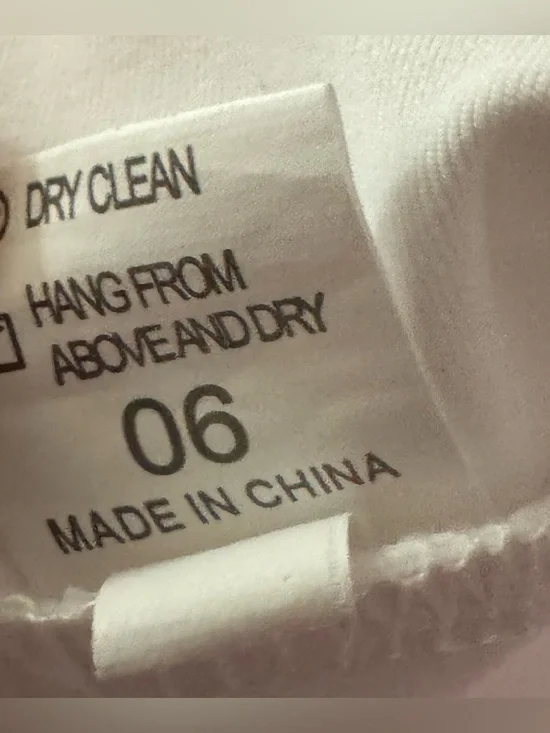 DRY CLEAN
HANG FROM
ABOVE AND DRY
06
MADE IN CHINA